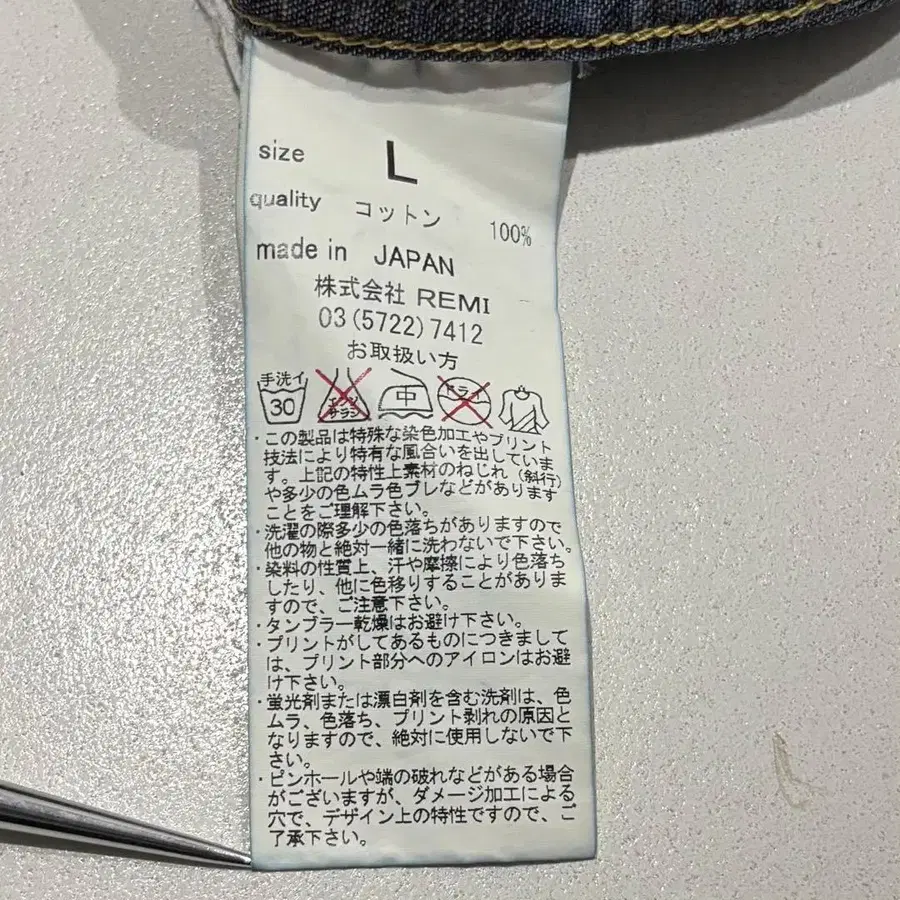 size L
quality コットン 100%
made in JAPAN
株式会社 REMI
03(5722)7412
お取扱い方
手洗イ 30 エンソサラシ 中 ドライ
・この製品は特殊な染色加工やプリント
技法により特有な風合いを出していま
す。上記の特性上素材のねじれ(斜行)
や多少の色ムラ色ブレなどがあります
ことをご理解下さい。
・洗濯の際多少の色落ちがありますので
他の物と絶対一緒に洗わないで下さい。
・染料の性質上、汗や摩擦により色落ち
したり、他に色移りすることがありま
すので、ご注意下さい。
・タンブラー乾燥はお避け下さい。
・プリントがしてあるものにつきまして
は、プリント部分へのアイロンはお避
け下さい。
・蛍光剤または漂白剤を含む洗剤は、色
ムラ、色落ち、プリント剥れの原因と
なりますので、絶対に使用しないで下
さい。
・ピンホールや端の破れなどがある場合
がございますが、ダメージ加工による
穴で、デザイン上の特性ですので、ご
了承下さい。